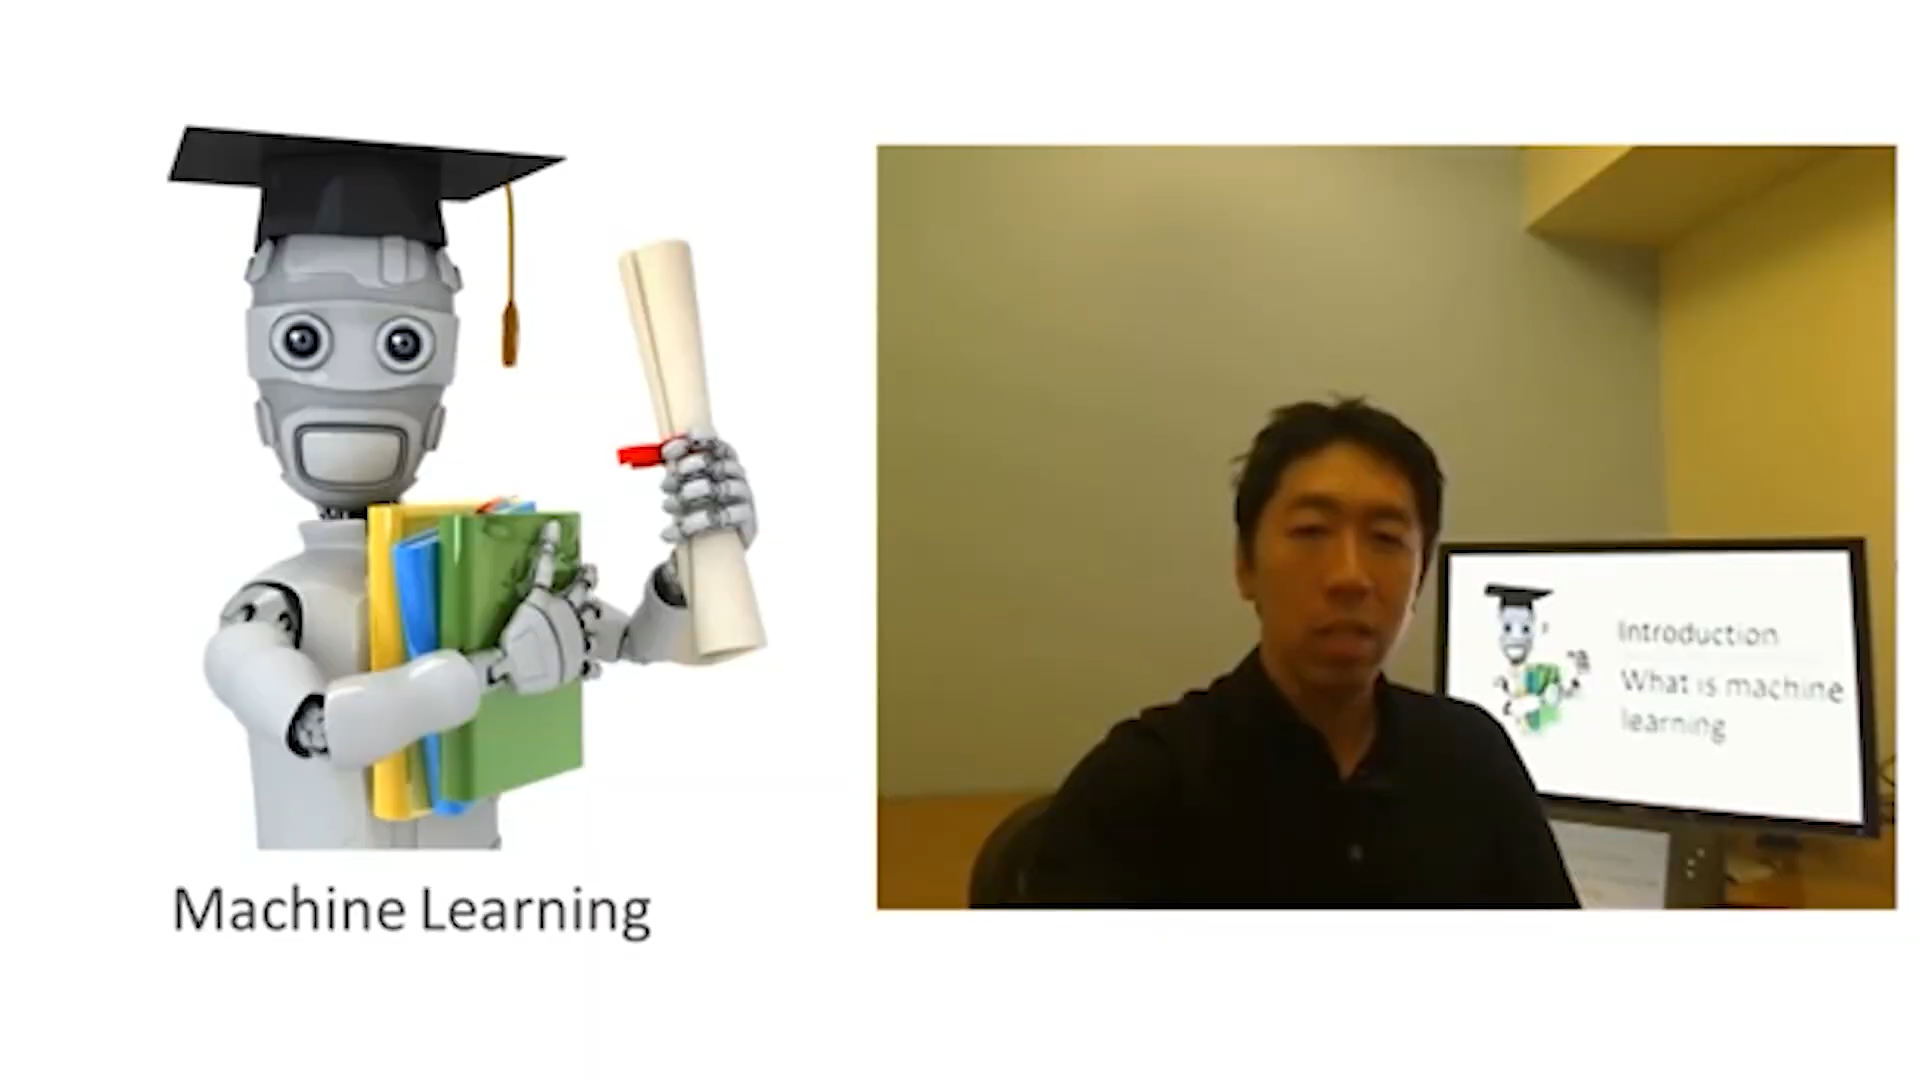 Machine Learning
Introduction
What is machine
learning